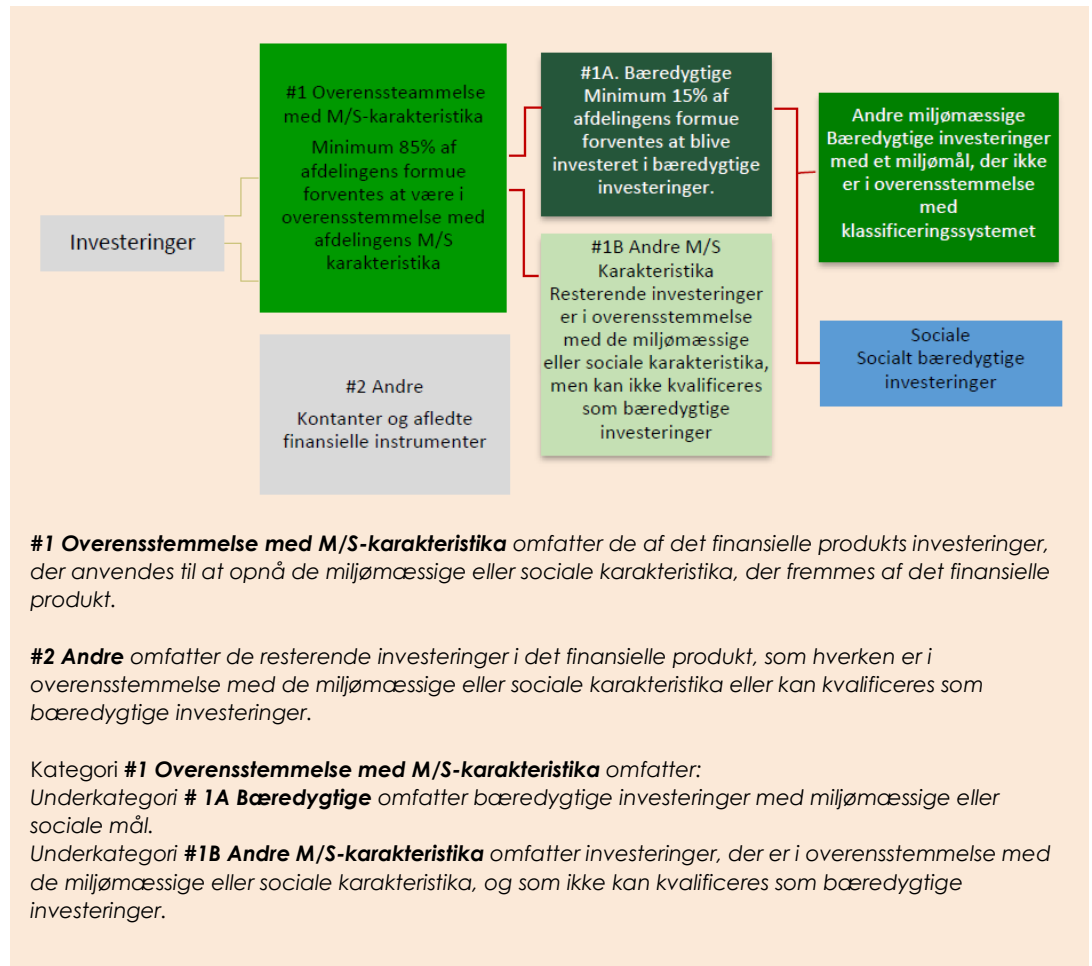 Investeringer
#1 Overenssteammelse
med M/S-karakteristika
Minimum 85% af
afdelingens formue
forventes at være i
overensstemmelse med
afdelingens M/S
karakteristika
#2 Andre
Kontanter og afledte
finansielle instrumenter
#1A. Bæredygtige
Minimum 15% af
afdelingens formue
forventes at blive
investeret i bæredygtige
investeringer.
#1B Andre M/S
Karakteristika
Resterende investeringer
er i overensstemmelse
med de miljømæssige
eller sociale karakteristika,
men kan ikke kvalificeres
som bæredygtige
investeringer
Andre miljømæssige
Bæredygtige investeringer
med et miljømål, der ikke
er i overensstemmelse
med
klassificeringssystemet
Sociale
Socialt bæredygtige
investeringer
#1 Overensstemmelse med M/S-karakteristika omfatter de af det finansielle produkts investeringer,
der anvendes til at opnå de miljømæssige eller sociale karakteristika, der fremmes af det finansielle
produkt.
#2 Andre omfatter de resterende investeringer i det finansielle produkt, som hverken er i
overensstemmelse med de miljømæssige eller sociale karakteristika eller kan kvalificeres som
bæredygtige investeringer.
Kategori #1 Overensstemmelse med M/S-karakteristika omfatter:
Underkategori # 1A Bæredygtige omfatter bæredygtige investeringer med miljømæssige eller
sociale mål.
Underkategori #1B Andre M/S-karakteristika omfatter investeringer, der er i overensstemmelse med
de miljømæssige eller sociale karakteristika, og som ikke kan kvalificeres som bæredygtige
investeringer.